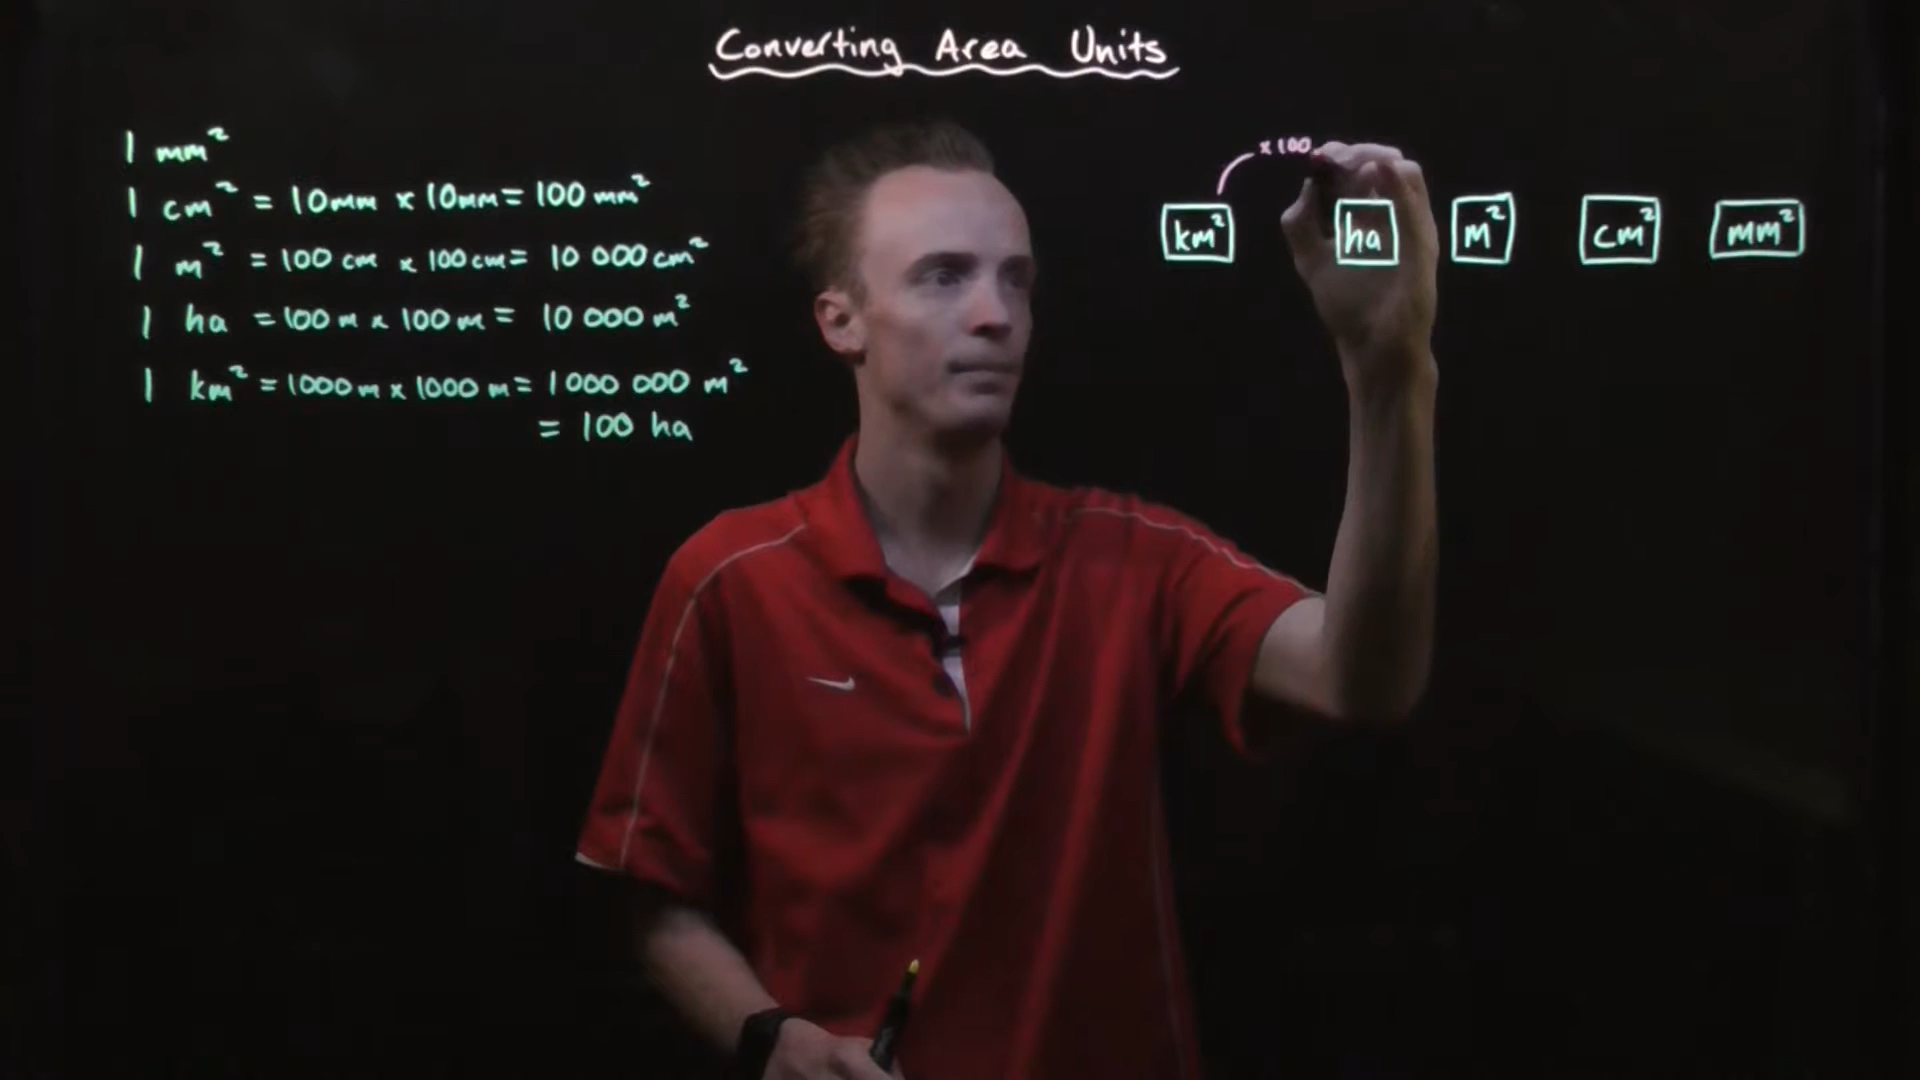 Converting Area Units
1 mm²
1 cm² = 10mm x 10mm = 100 mm²
1 m² = 100 cm x 100cm = 10 000 cm²
1 ha = 100 m x 100 m = 10 000 m²
1 km² = 1000 m x 1000 m = 1 000 000 m²
= 100 ha
x 100
km² ha m² cm² mm²